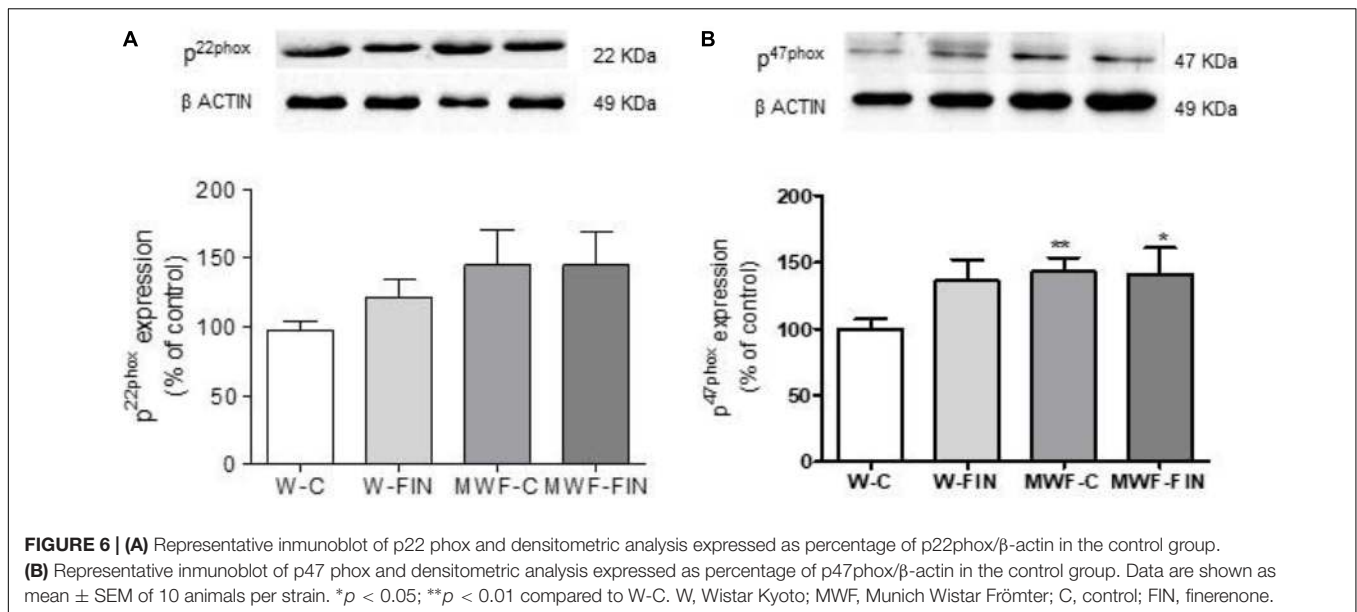 A
p22phox
22 KDa
β ACTIN
49 KDa
200
150
100
50
0
p22phox expression
(% of control)
W-C W-FIN MWF-C MWF-FIN
B
p47phox
47 KDa
β ACTIN
49 KDa
200
150
100
50
0
p47phox expression
(% of control)
** *
W-C W-FIN MWF-C MWF-FIN
FIGURE 6 | (A) Representative inmunoblot of p22 phox and densitometric analysis expressed as percentage of p22phox/β-actin in the control group.
(B) Representative inmunoblot of p47 phox and densitometric analysis expressed as percentage of p47phox/β-actin in the control group. Data are shown as
mean ± SEM of 10 animals per strain. *p < 0.05; **p < 0.01 compared to W-C. W, Wistar Kyoto; MWF, Munich Wistar Frömter; C, control; FIN, finerenone.